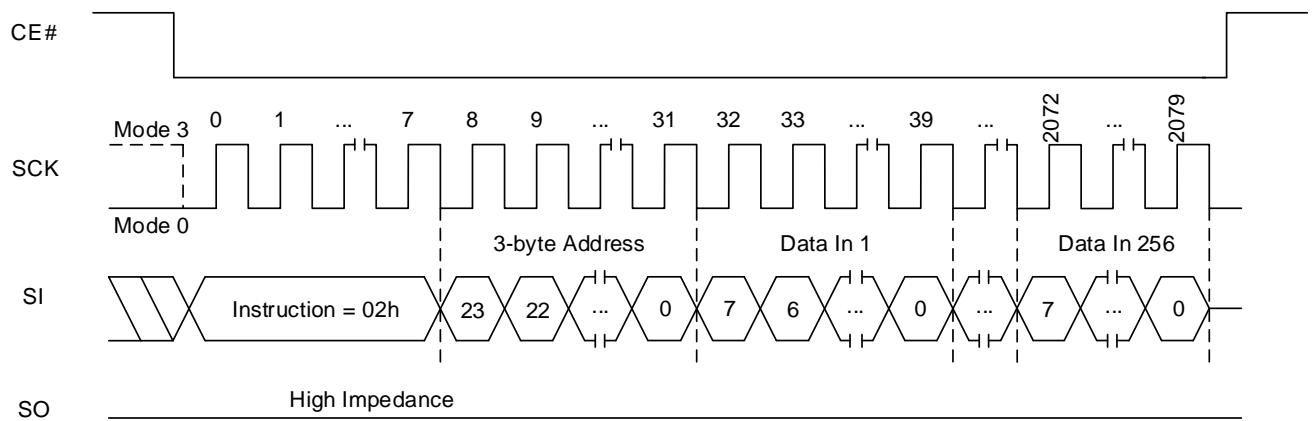 CE#
Mode 3
0 1 ... 7 8 9 ... 31 32 33 ... 39 ... 2072 ... 2079
SCK
Mode 0
3-byte Address Data In 1 Data In 256
SI
Instruction = 02h 23 22 ... 0 7 6 ... 0 ... 7 ... 0
SO
High Impedance